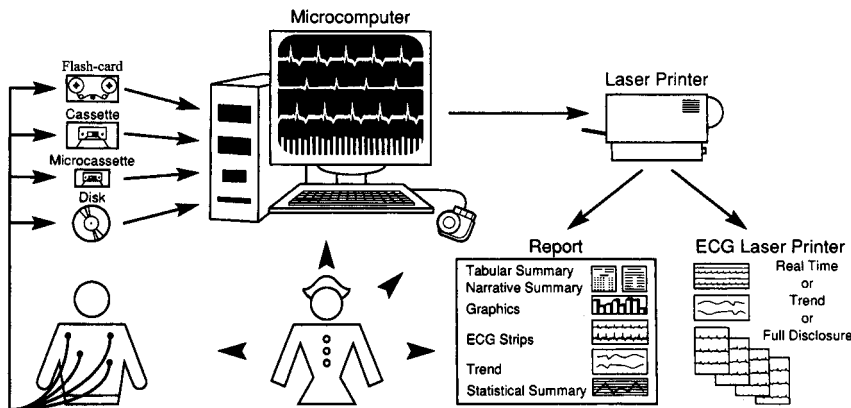 Microcomputer
Flash-card
Cassette
Microcassette
Disk
Laser Printer
Report
Tabular Summary
Narrative Summary
Graphics
ECG Strips
Trend
Statistical Summary
ECG Laser Printer
Real Time
or
Trend
or
Full Disclosure